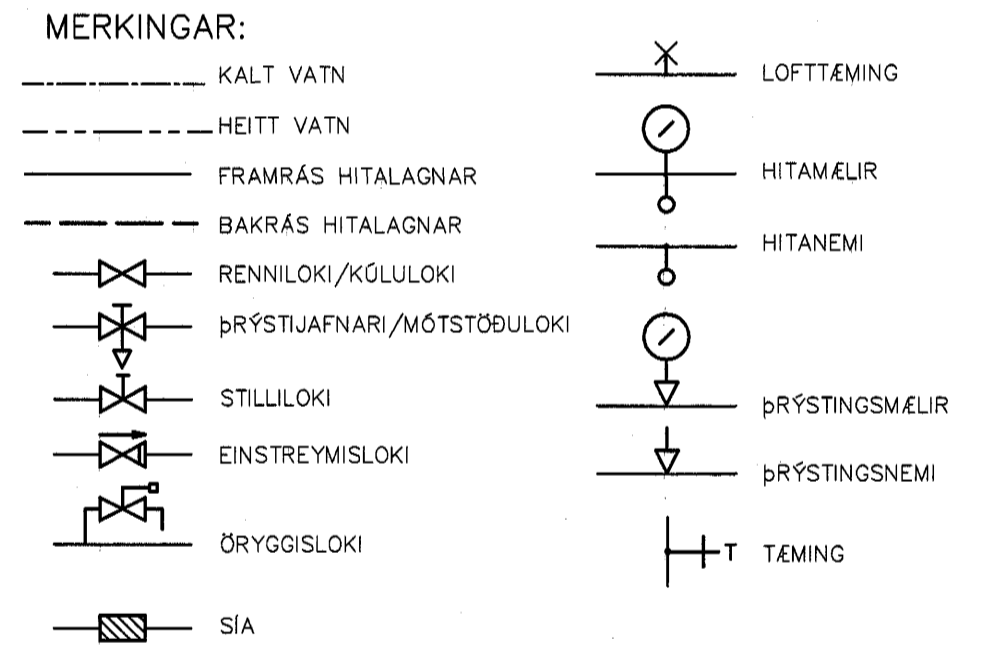 MERKINGAR:
KALT VATN
HEITT VATN
FRAMRÁS HITALAGNAR
BAKRÁS HITALAGNAR
RENNILOKI/KÚLULOKI
ÞRÝSTIJAFNARI/MÓTSTÖÐULOKI
STILLILOKI
EINSTREYMISLOKI
ÖRYGGISLOKI
SÍA
LOFTTÆMING
HITAMÆLIR
HITANEMI
ÞRÝSTINGSMÆLIR
ÞRÝSTINGSNEMI
T TÆMING